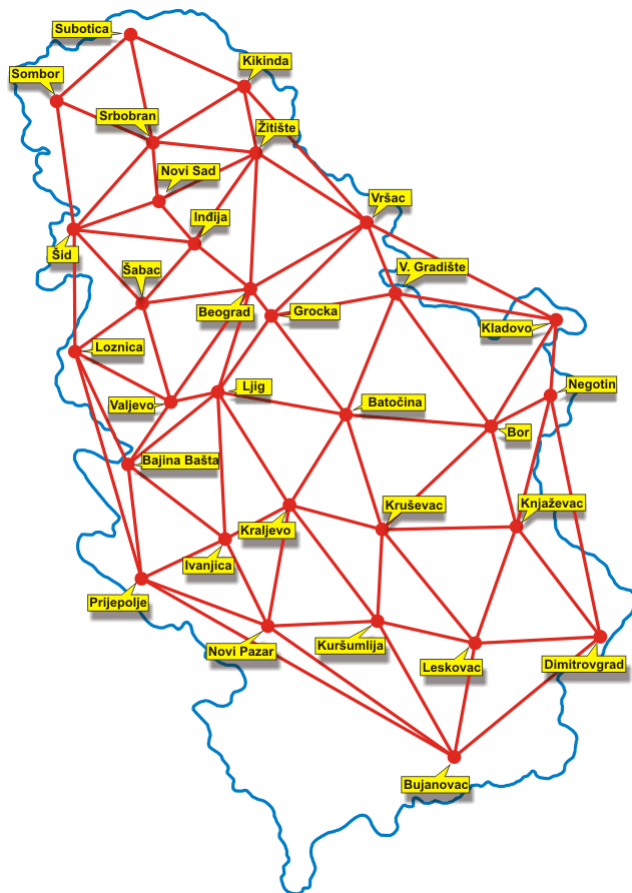 Subotica
Kikinda
Sombor
Srbobran
Žitište
Novi Sad
Vršac
Inđija
Šid
V. Gradište
Šabac
Beograd
Grocka
Kladovo
Loznica
Ljig
Negotin
Valjevo
Batočina
Bor
Bajina Bašta
Kruševac
Knjaževac
Kraljevo
Ivanjica
Prijepolje
Novi Pazar
Kuršumlija
Leskovac
Dimitrovgrad
Bujanovac